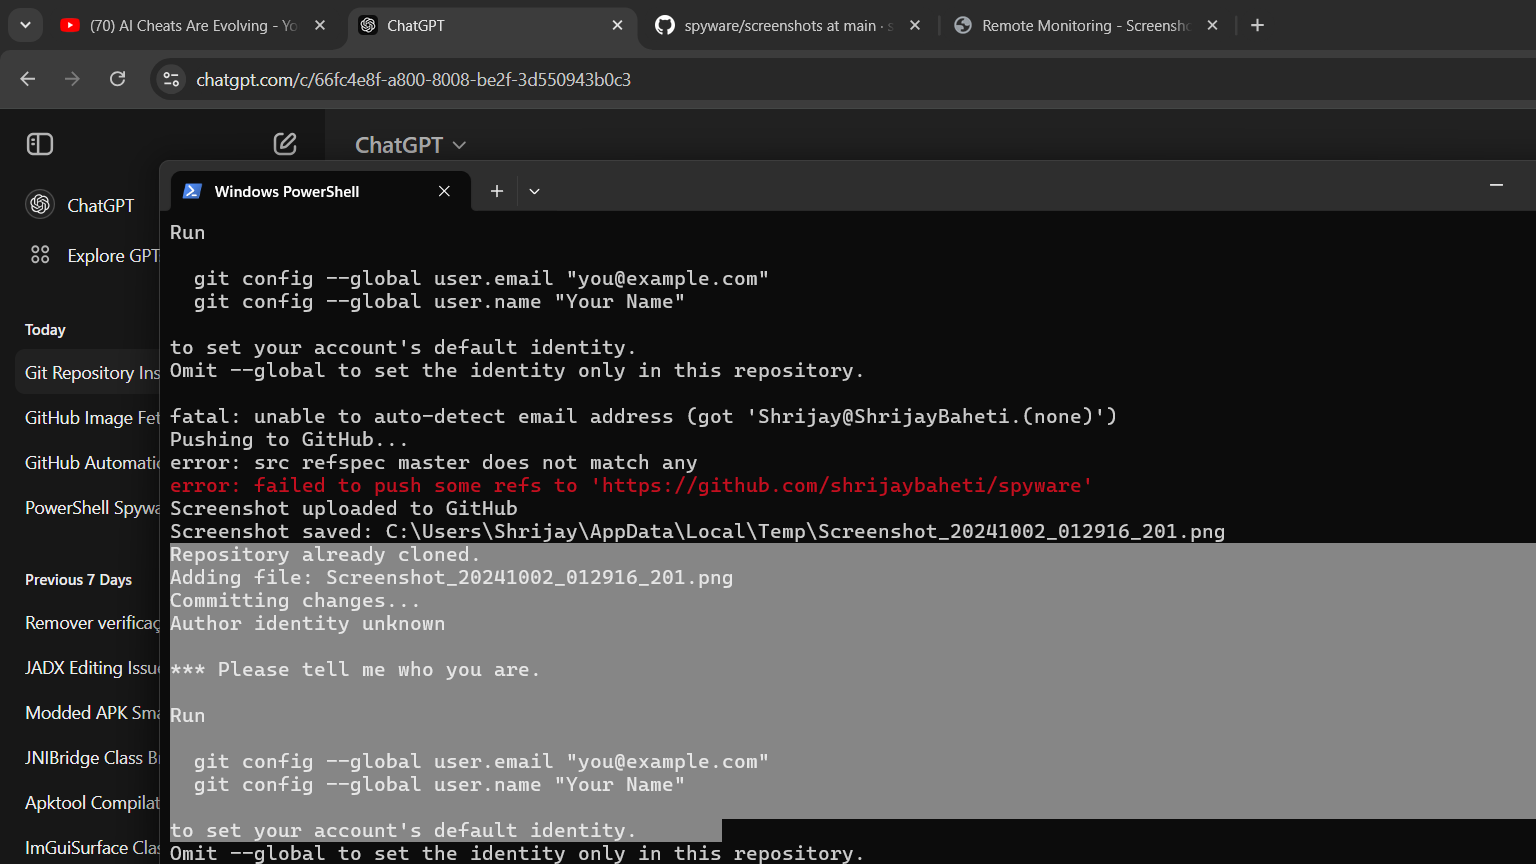 (70) AI Cheats Are Evolving - Yo
ChatGPT
spyware/screenshots at main · s
Remote Monitoring - Screensho
chatgpt.com/c/66fc4e8f-a800-8008-be2f-3d550943b0c3
ChatGPT
ChatGPT
Explore GPT
Today
Git Repository Ins
GitHub Image Fet
GitHub Automatic
PowerShell Spywa
Previous 7 Days
Remover verificaç
JADX Editing Issue
Modded APK Sma
JNIBridge Class Br
Apktool Compilat
ImGuiSurface Clas
Windows PowerShell
Run
git config --global user.email "you@example.com"
git config --global user.name "Your Name"
to set your account's default identity.
Omit --global to set the identity only in this repository.
fatal: unable to auto-detect email address (got 'Shrijay@ShrijayBaheti.(none)')
Pushing to GitHub...
error: src refspec master does not match any
error: failed to push some refs to 'https://github.com/shrijaybaheti/spyware'
Screenshot uploaded to GitHub
Screenshot saved: C:\Users\Shrijay\AppData\Local\Temp\Screenshot_20241002_012916_201.png
Repository already cloned.
Adding file: Screenshot_20241002_012916_201.png
Committing changes...
Author identity unknown
*** Please tell me who you are.
Run
git config --global user.email "you@example.com"
git config --global user.name "Your Name"
to set your account's default identity.
Omit --global to set the identity only in this repository.